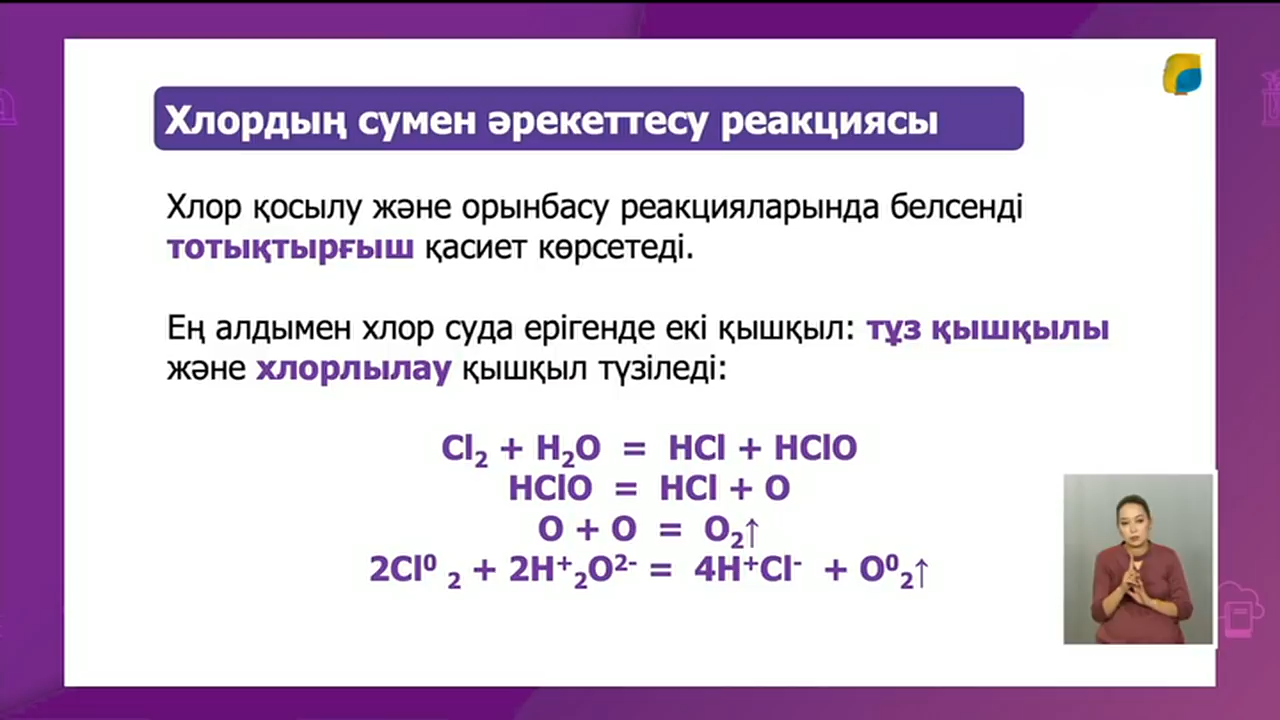 Хлордың сумен әрекеттесу реакциясы
Хлор қосылу және орынбасу реакцияларында белсенді
тотықтырғыш қасиет көрсетеді.
Ең алдымен хлор суда ерігенде екі қышқыл: тұз қышқылы
және хлорлылау қышқыл түзіледі:
Cl₂ + H₂O = HCl + HClO
HClO = HCl + O
O + O = O₂↑
2Cl⁰ ₂ + 2H⁺₂O²⁻ = 4H⁺Cl⁻ + O⁰₂↑